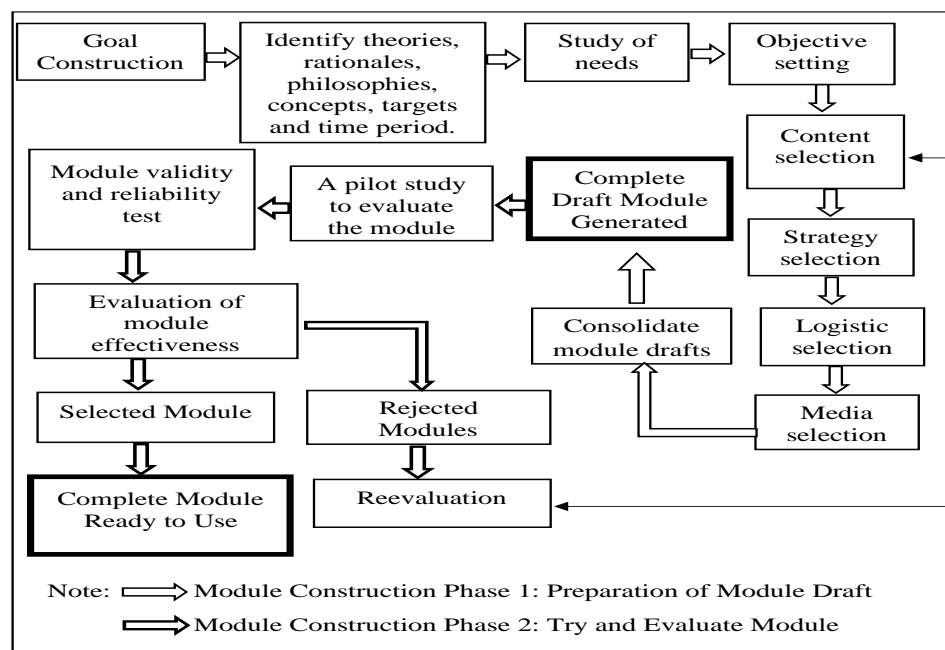 Goal
Construction
Identify theories,
rationales,
philosophies,
concepts, targets
and time period.
Study of
needs
Objective
setting
Content
selection
Strategy
selection
Logistic
selection
Media
selection
Consolidate
module drafts
Complete
Draft Module
Generated
A pilot study
to evaluate
the module
Module validity
and reliability
test
Evaluation of
module
effectiveness
Selected Module
Complete Module
Ready to Use
Rejected
Modules
Reevaluation
Note:
Module Construction Phase 1: Preparation of Module Draft
Module Construction Phase 2: Try and Evaluate Module